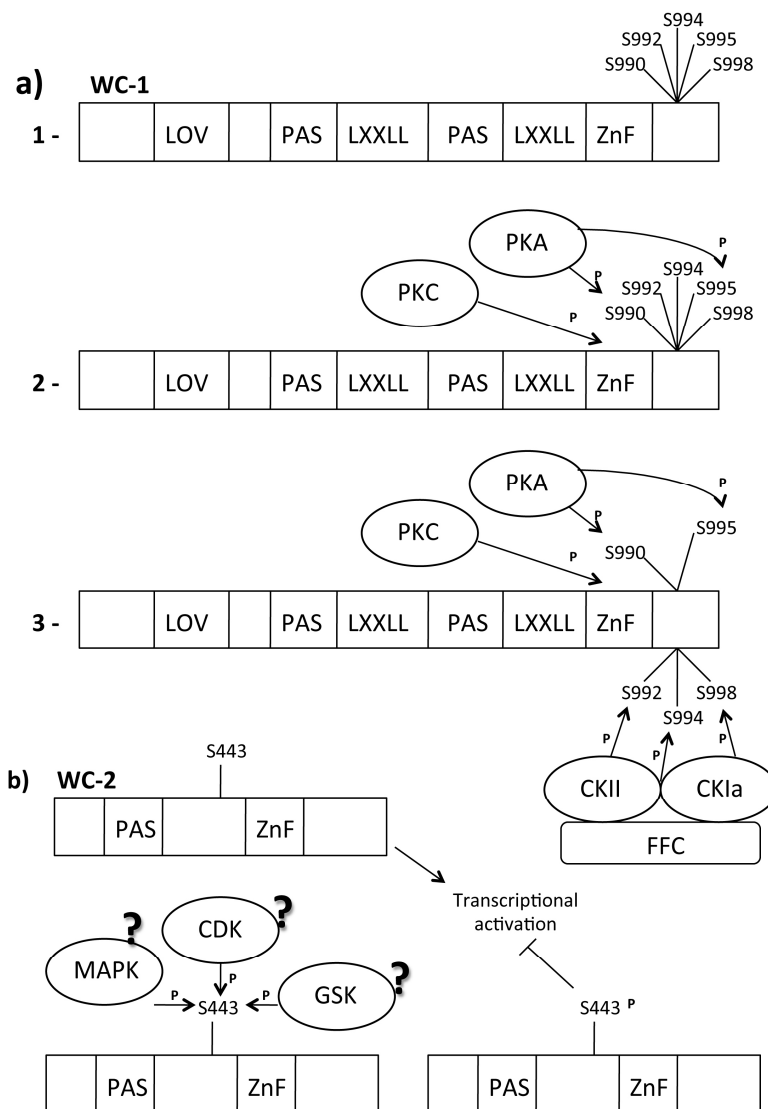 a)
WC-1
S994
S992 S995
S990 S998
1 - LOV PAS LXXLL PAS LXXLL ZnF
PKA P
P S994
PKC S992 S995
P S990 S998
2 - LOV PAS LXXLL PAS LXXLL ZnF
PKA P
P
PKC S995
P S990
3 - LOV PAS LXXLL PAS LXXLL ZnF
S992 S998
S994
P P P
CKII CKIa
FFC
b) WC-2
S443
PAS ZnF
Transcriptional
activation
? CDK ?
MAPK P ?
P S443 P GSK
S443 P
PAS ZnF
PAS ZnF